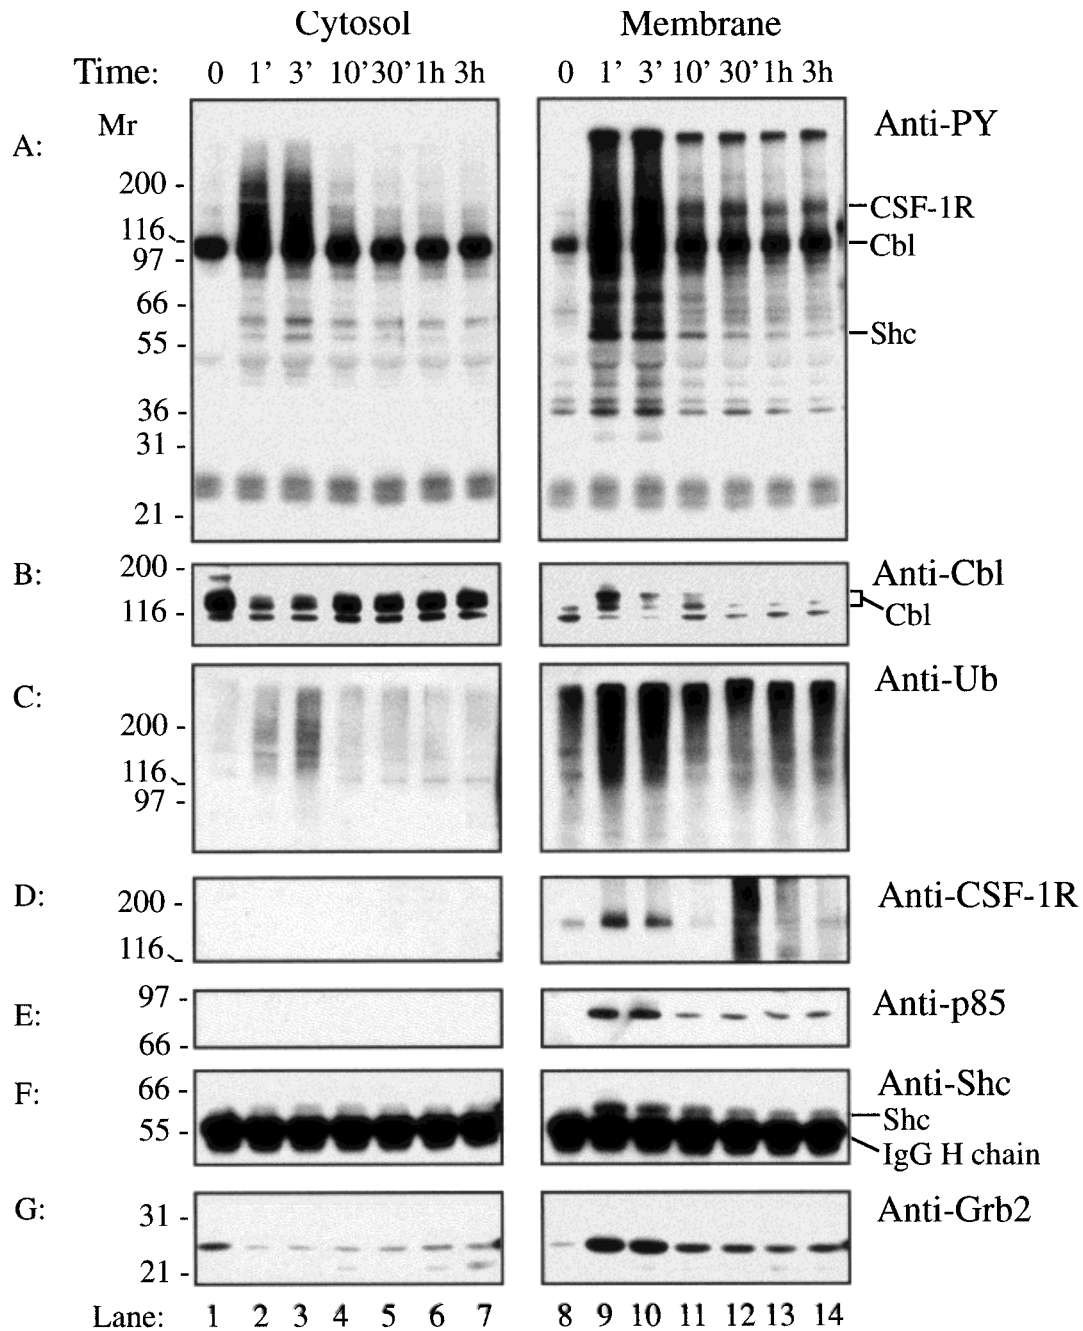 Cytosol Membrane
Time: 0 1' 3' 10' 30' 1h 3h 0 1' 3' 10' 30' 1h 3h
A: Mr Anti-PY
200 -
CSF-1R
116
Cbl
97 -
66 -
Shc
55 -
36 -
31 -
21 -
B: 200 - Anti-Cbl
116 - Cbl
C: Anti-Ub
200 -
116
97 -
D: 200 - Anti-CSF-1R
116
E: 97 - Anti-p85
66 -
F: 66 - Anti-Shc
Shc
55 -
IgG H chain
G: 31 - Anti-Grb2
21 -
Lane: 1 2 3 4 5 6 7 8 9 10 11 12 13 14